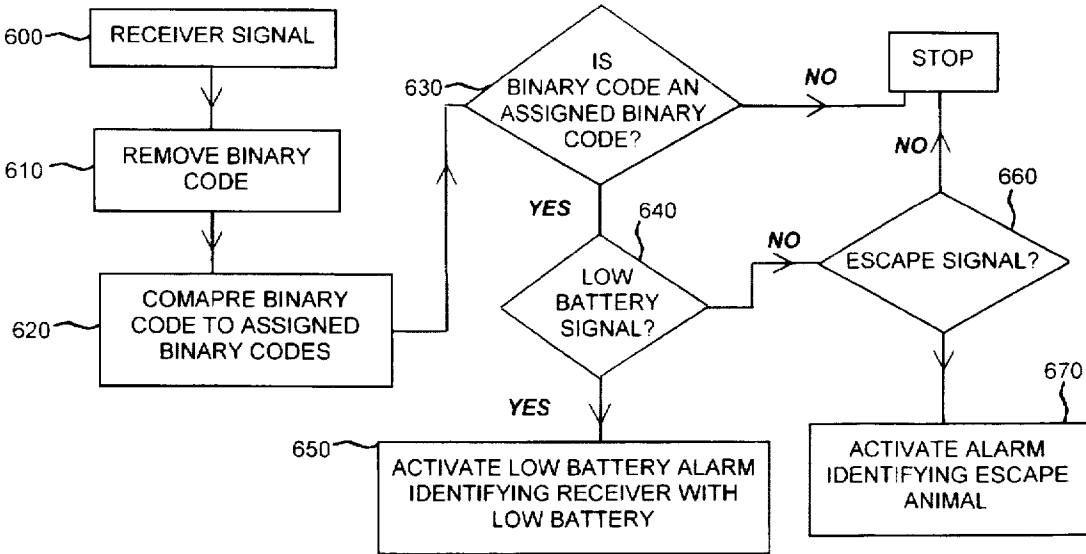 600
RECEIVER SIGNAL
610
REMOVE BINARY
CODE
620
COMAPRE BINARY
CODE TO ASSIGNED
BINARY CODES
630
IS
BINARY CODE AN
ASSIGNED BINARY
CODE?
NO
STOP
YES
640
LOW
BATTERY
SIGNAL?
NO
660
ESCAPE SIGNAL?
NO
YES
650
ACTIVATE LOW BATTERY ALARM
IDENTIFYING RECEIVER WITH
LOW BATTERY
670
ACTIVATE ALARM
IDENTIFYING ESCAPE
ANIMAL